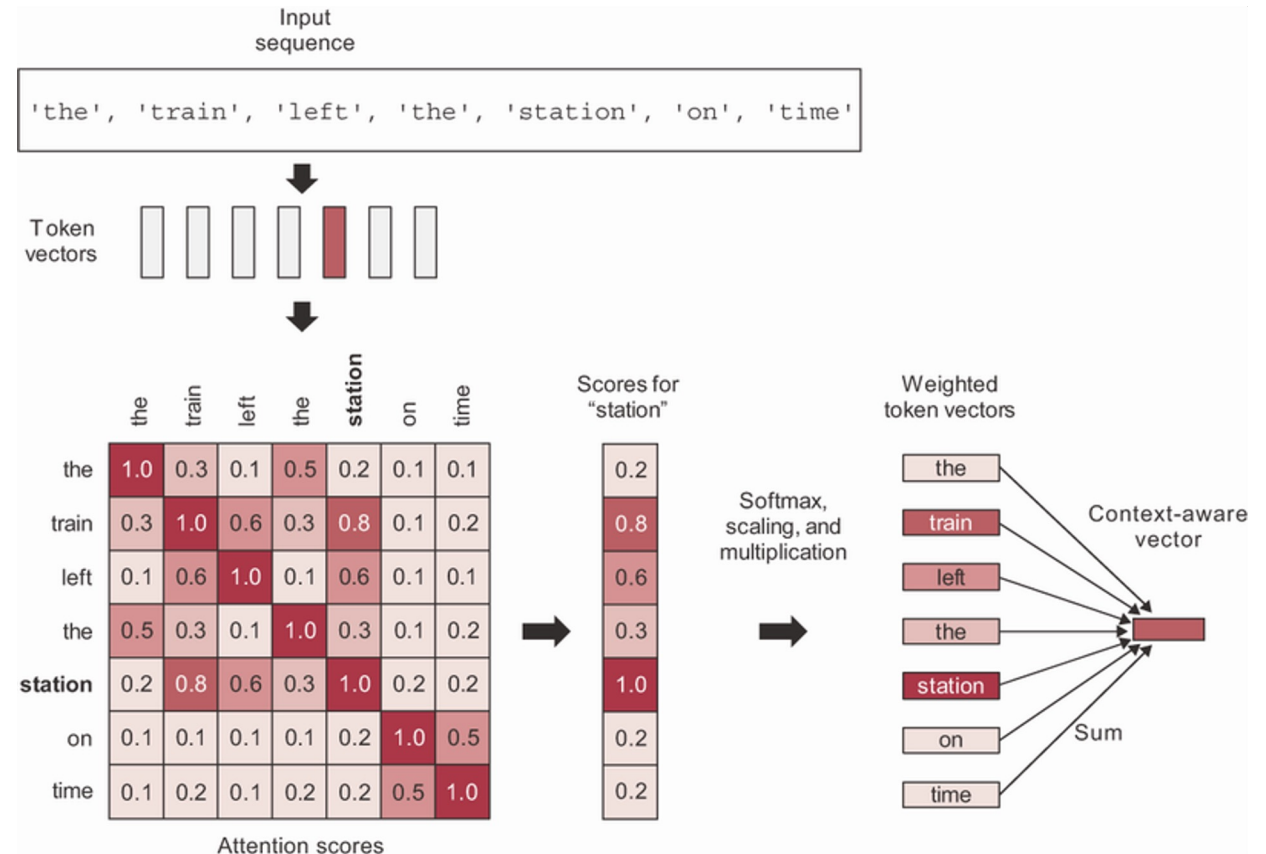 Input
sequence
'the', 'train', 'left', 'the', 'station', 'on', 'time'
Token
vectors
the train left the station on time
the 1.0 0.3 0.1 0.5 0.2 0.1 0.1
train 0.3 1.0 0.6 0.3 0.8 0.1 0.2
left 0.1 0.6 1.0 0.1 0.6 0.1 0.1
the 0.5 0.3 0.1 1.0 0.3 0.1 0.2
station 0.2 0.8 0.6 0.3 1.0 0.2 0.2
on 0.1 0.1 0.1 0.1 0.2 1.0 0.5
time 0.1 0.2 0.1 0.2 0.2 0.5 1.0
Attention scores
Scores for
“station”
0.2
0.8
0.6
0.3
1.0
0.2
0.2
Softmax,
scaling, and
multiplication
Weighted
token vectors
the
train
left
the
station
on
time
Sum
Context-aware
vector